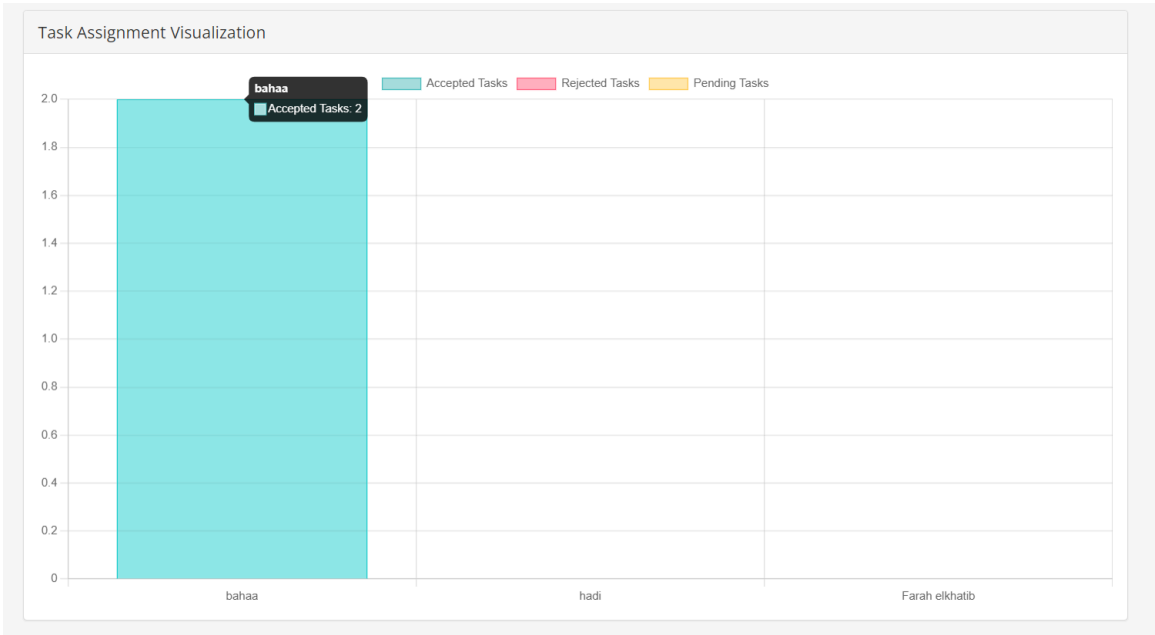 Task Assignment Visualization
Accepted Tasks Rejected Tasks Pending Tasks
bahaa
Accepted Tasks: 2
2.0
1.8
1.6
1.4
1.2
1.0
0.8
0.6
0.4
0.2
0
bahaa hadi Farah elkhatib